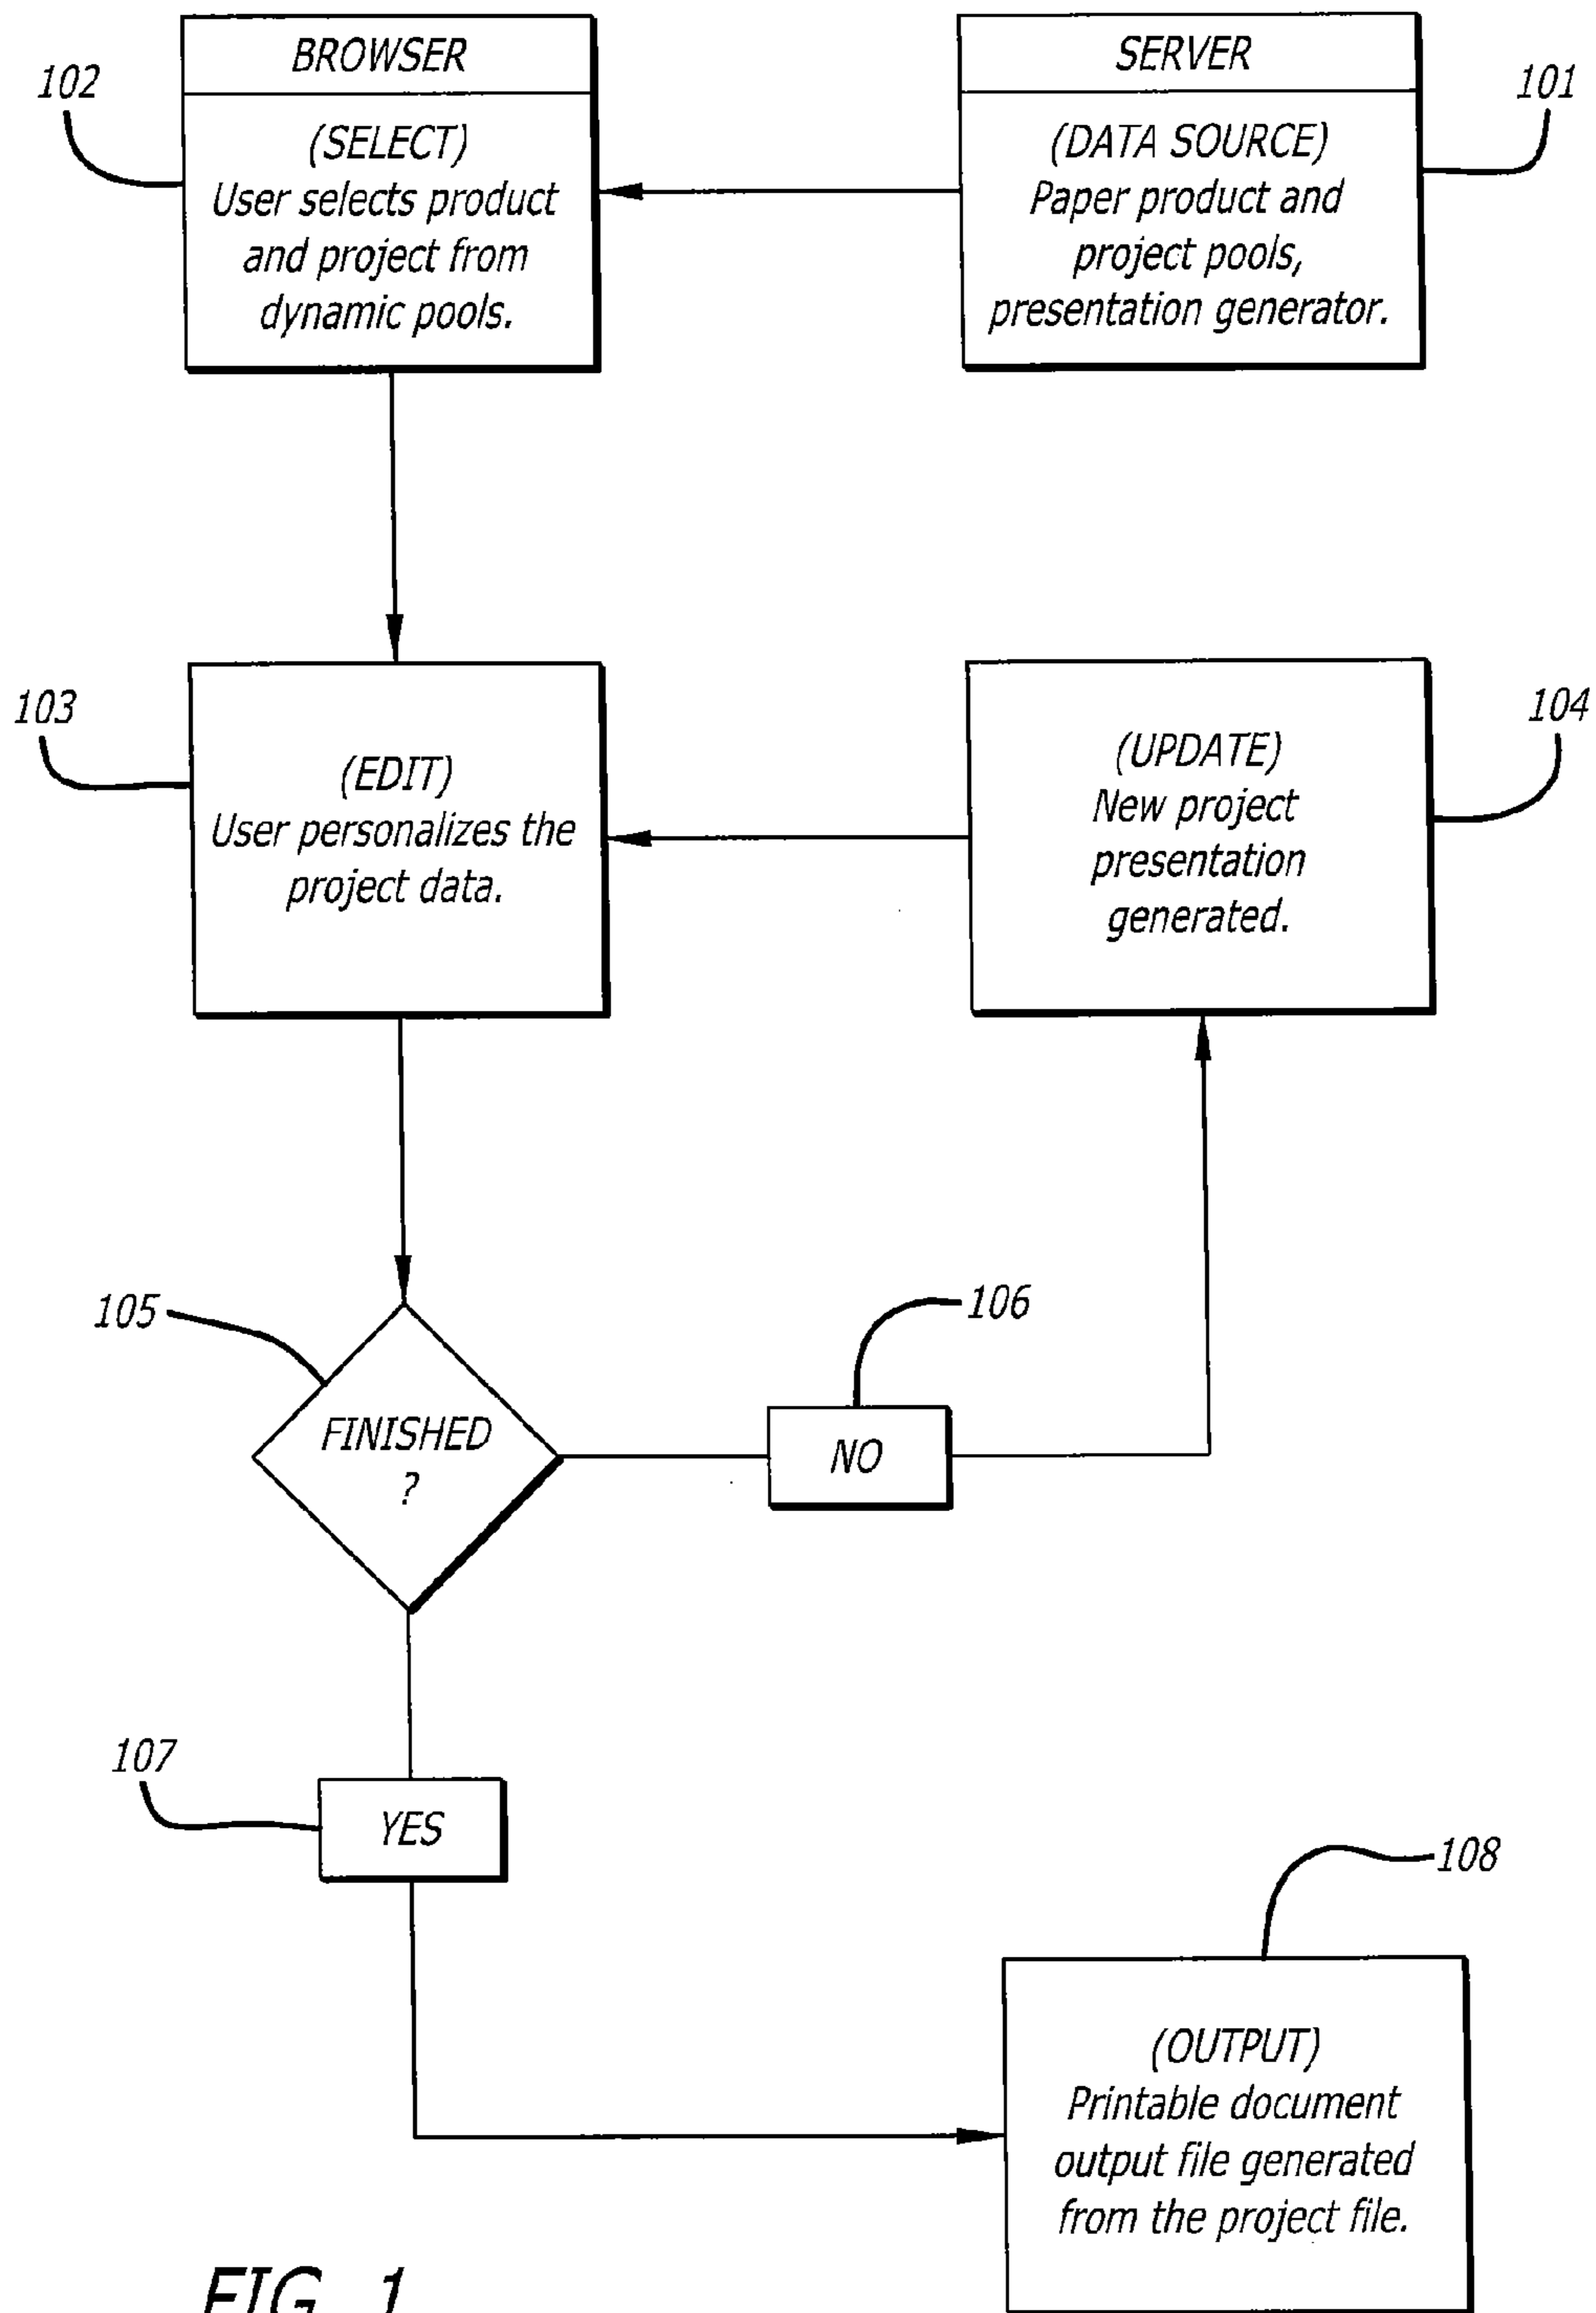 BROWSER
(SELECT)
User selects product
and project from
dynamic pools.
102
SERVER
(DATA SOURCE)
Paper product and
project pools,
presentation generator.
101
103
(EDIT)
User personalizes the
project data.
(UPDATE)
New project
presentation
generated.
104
105
FINISHED
?
NO
106
107
YES
108
(OUTPUT)
Printable document
output file generated
from the project file.
FIG. 1